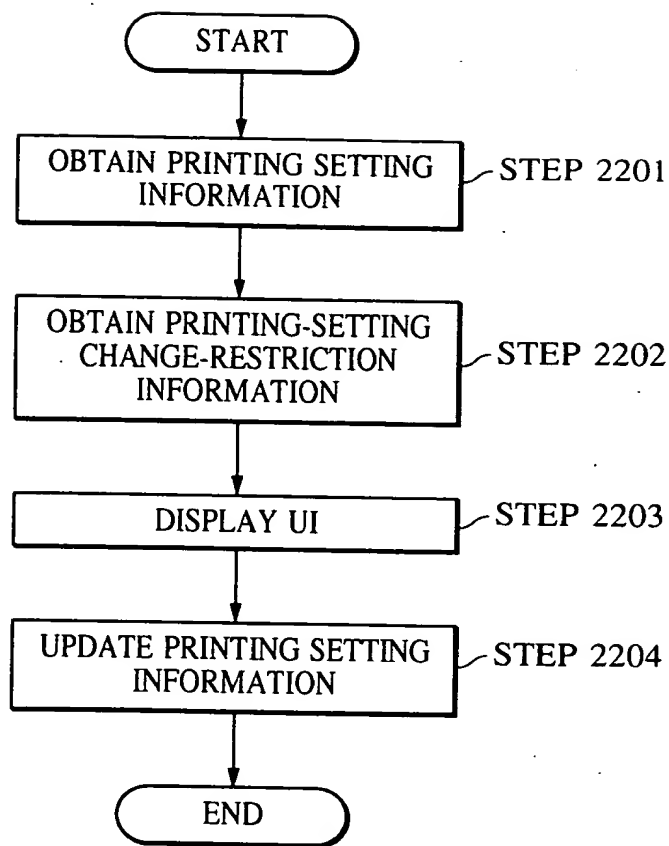 START
OBTAIN PRINTING SETTING
INFORMATION
STEP 2201
OBTAIN PRINTING-SETTING
CHANGE-RESTRICTION
INFORMATION
STEP 2202
DISPLAY UI
STEP 2203
UPDATE PRINTING SETTING
INFORMATION
STEP 2204
END